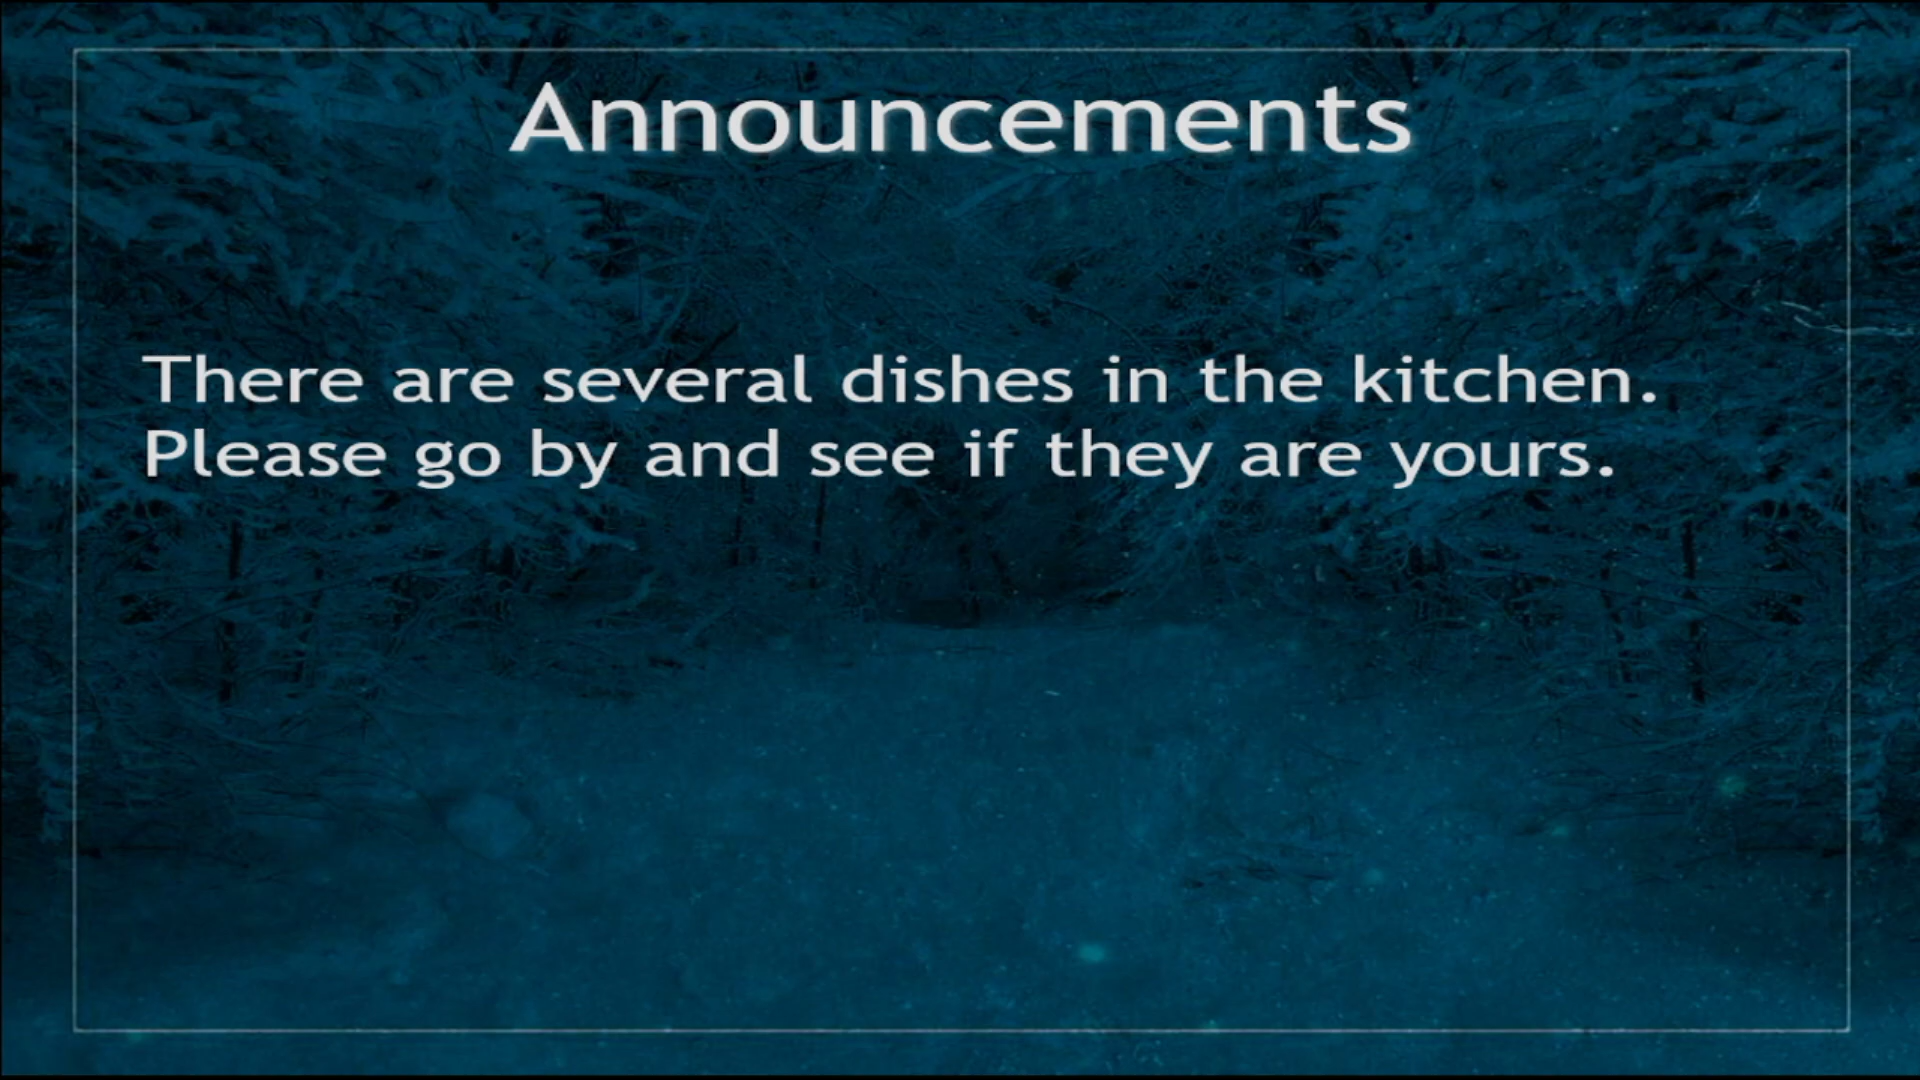 Announcements
There are several dishes in the kitchen.
Please go by and see if they are yours.